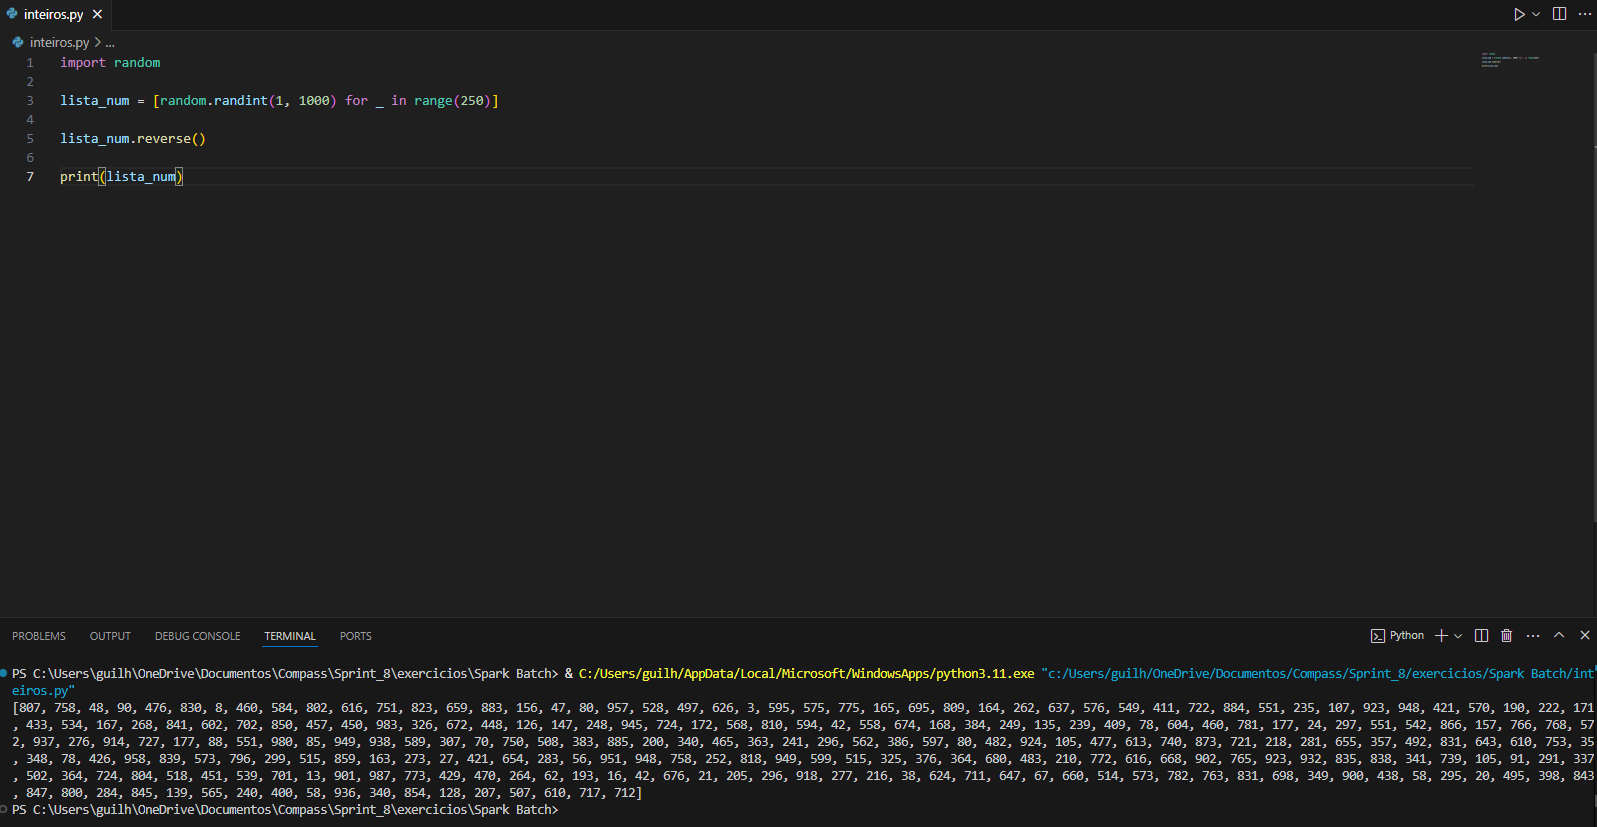 inteiros.py
inteiros.py > ...
1 import random
2
3 lista_num = [random.randint(1, 1000) for _ in range(250)]
4
5 lista_num.reverse()
6
7 print(lista_num)
PROBLEMS OUTPUT DEBUG CONSOLE TERMINAL PORTS
Python
PS C:\Users\guilh\OneDrive\Documentos\Compass\Sprint_8\exercicios\Spark Batch> & C:/Users/guilh/AppData/Local/Microsoft/WindowsApps/python3.11.exe "c:/Users/guilh/OneDrive/Documentos/Compass/Sprint_8/exercicios/Spark Batch/int
eiros.py"
[807, 758, 48, 90, 476, 830, 8, 460, 584, 802, 616, 751, 823, 659, 883, 156, 47, 80, 957, 528, 497, 626, 3, 595, 575, 775, 165, 695, 809, 164, 262, 637, 576, 549, 411, 722, 884, 551, 235, 107, 923, 948, 421, 570, 190, 222, 171
, 433, 534, 167, 268, 841, 602, 702, 850, 457, 450, 983, 326, 672, 448, 126, 147, 248, 945, 724, 172, 568, 810, 594, 42, 558, 674, 168, 384, 249, 135, 239, 409, 78, 604, 460, 781, 177, 24, 297, 551, 542, 866, 157, 766, 768, 57
2, 937, 276, 914, 727, 177, 88, 551, 980, 85, 949, 938, 589, 307, 70, 750, 508, 383, 885, 200, 340, 465, 363, 241, 296, 562, 386, 597, 80, 482, 924, 105, 477, 613, 740, 873, 721, 218, 281, 655, 357, 492, 831, 643, 610, 753, 35
, 348, 78, 426, 958, 839, 573, 796, 299, 515, 859, 163, 273, 27, 421, 654, 283, 56, 951, 948, 758, 252, 818, 949, 599, 515, 325, 376, 364, 680, 483, 210, 772, 616, 668, 902, 765, 923, 932, 835, 838, 341, 739, 105, 91, 291, 337
, 502, 364, 724, 804, 518, 451, 539, 701, 13, 901, 987, 773, 429, 470, 264, 62, 193, 16, 42, 676, 21, 205, 296, 918, 277, 216, 38, 624, 711, 647, 67, 660, 514, 573, 782, 763, 831, 698, 349, 900, 438, 58, 295, 20, 495, 398, 843
, 847, 800, 284, 845, 139, 565, 240, 400, 58, 936, 340, 854, 128, 207, 507, 610, 717, 712]
PS C:\Users\guilh\OneDrive\Documentos\Compass\Sprint_8\exercicios\Spark Batch>